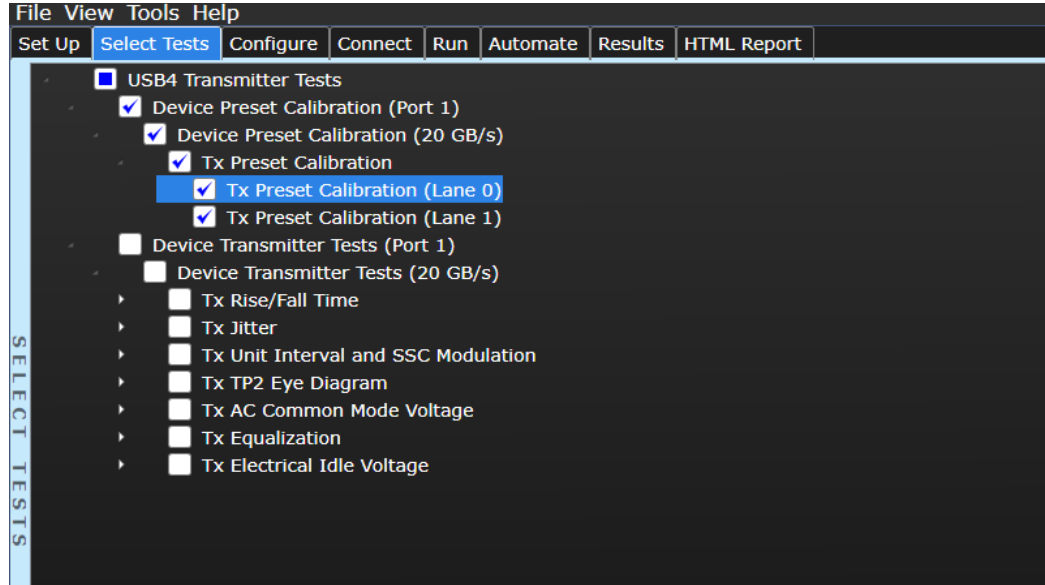 File View Tools Help
Set Up Select Tests Configure Connect Run Automate Results HTML Report
USB4 Transmitter Tests
Device Preset Calibration (Port 1)
Device Preset Calibration (20 GB/s)
Tx Preset Calibration
Tx Preset Calibration (Lane 0)
Tx Preset Calibration (Lane 1)
Device Transmitter Tests (Port 1)
Device Transmitter Tests (20 GB/s)
Tx Rise/Fall Time
Tx Jitter
Tx Unit Interval and SSC Modulation
Tx TP2 Eye Diagram
Tx AC Common Mode Voltage
Tx Equalization
Tx Electrical Idle Voltage
SELECT TESTS